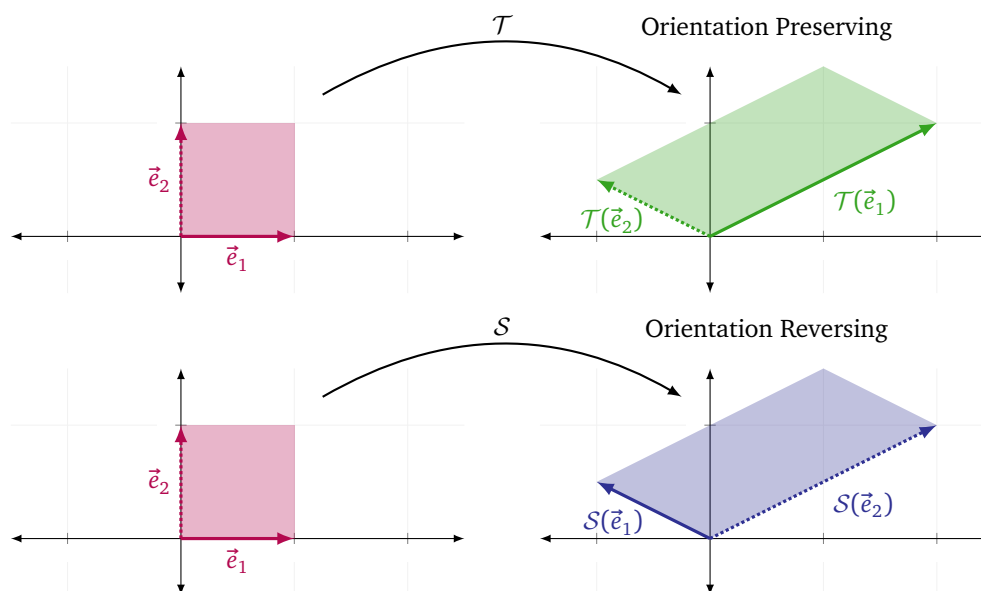 𝒯
Orientation Preserving
e⃗₂
𝒯(e⃗₁)
𝒯(e⃗₂)
e⃗₁
𝒮
Orientation Reversing
e⃗₂
𝒮(e⃗₁)
𝒮(e⃗₂)
e⃗₁